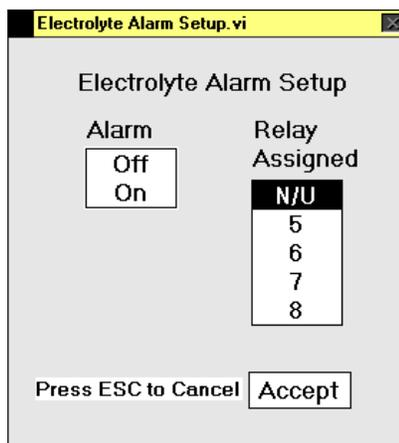 Electrolyte Alarm Setup.vi
Electrolyte Alarm Setup
Alarm
Off
On
Relay
Assigned
N/U
5
6
7
8
Press ESC to Cancel
Accept